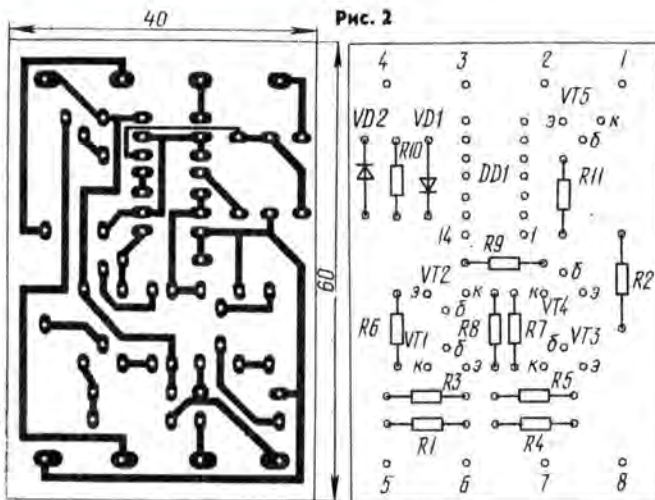 40
Рис. 2
60
4 3 2 1
VT5
э к
б
VD2 VD1
R10
DD1
R11
14 1
R9
б
VT2
э к к э
VT4
R2
б
R6 R8 R7
VT1 VT3
б б
к э к э
R3 R5
R1 R4
5 6 7 8